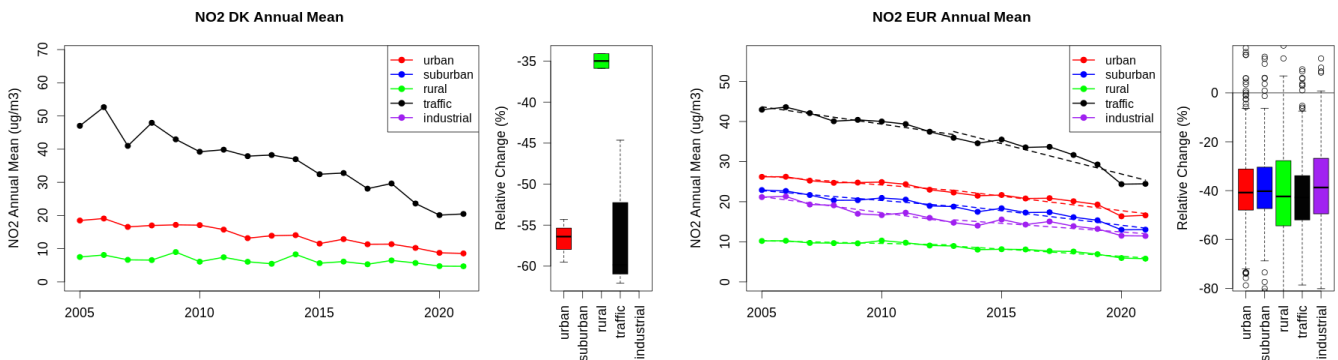 NO2 DK Annual Mean
NO2 Annual Mean (ug/m3)
70
60
50
40
30
20
10
0
2005
2010
2015
2020
urban
suburban
rural
traffic
industrial
Relative Change (%)
-35
-40
-45
-50
-55
-60
urban
suburban
rural
traffic
industrial
NO2 EUR Annual Mean
NO2 Annual Mean (ug/m3)
50
40
30
20
10
0
2005
2010
2015
2020
urban
suburban
rural
traffic
industrial
Relative Change (%)
0
-20
-40
-60
-80
urban
suburban
rural
traffic
industrial